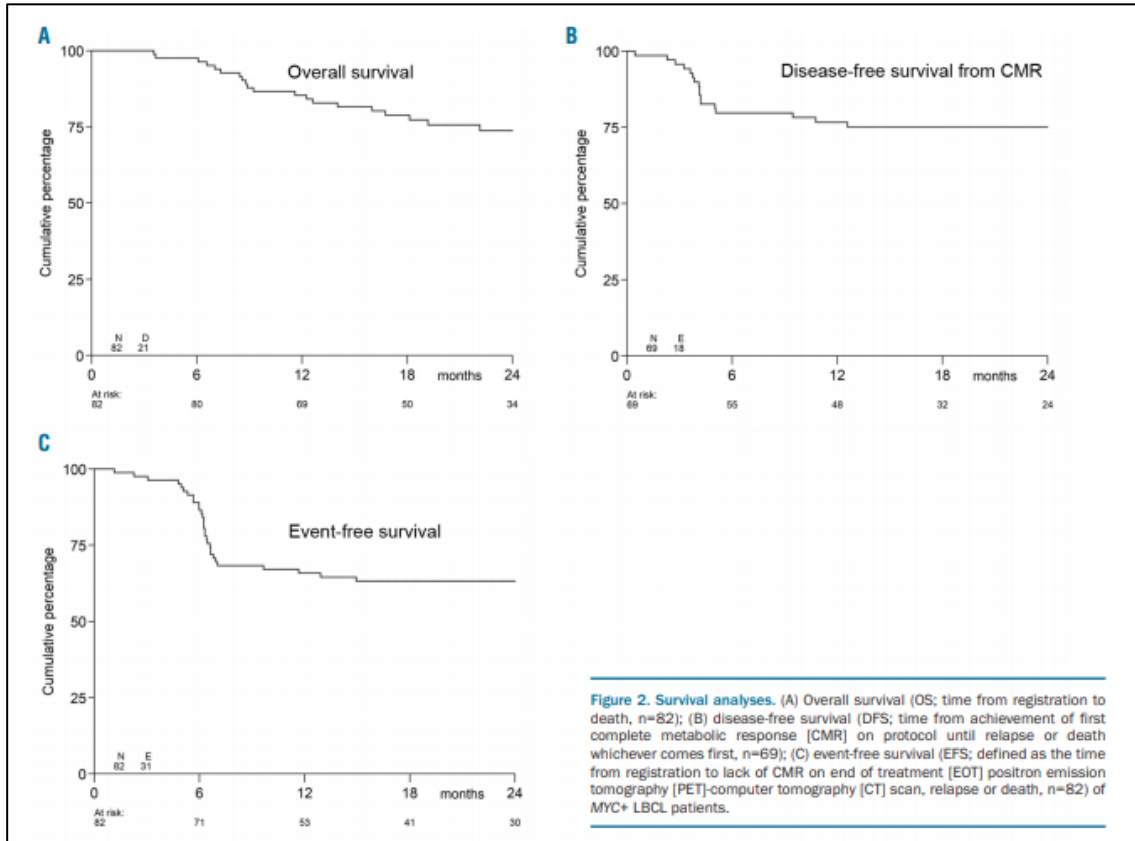 A
100
75
50
25
0
Cumulative percentage
Overall survival
N D
82 21
0 6 12 18 months 24
At risk:
82 80 69 50 34
B
100
75
50
25
0
Cumulative percentage
Disease-free survival from CMR
N E
69 18
0 6 12 18 months 24
At risk:
69 55 48 32 24
C
100
75
50
25
0
Cumulative percentage
Event-free survival
N E
82 31
0 6 12 18 months 24
At risk:
82 71 53 41 30
Figure 2. Survival analyses. (A) Overall survival (OS; time from registration to
death, n=82); (B) disease-free survival (DFS; time from achievement of first
complete metabolic response [CMR] on protocol until relapse or death
whichever comes first, n=69); (C) event-free survival (EFS; defined as the time
from registration to lack of CMR on end of treatment [EOT] positron emission
tomography [PET]-computer tomography [CT] scan, relapse or death, n=82) of
MYC+ LBCL patients.